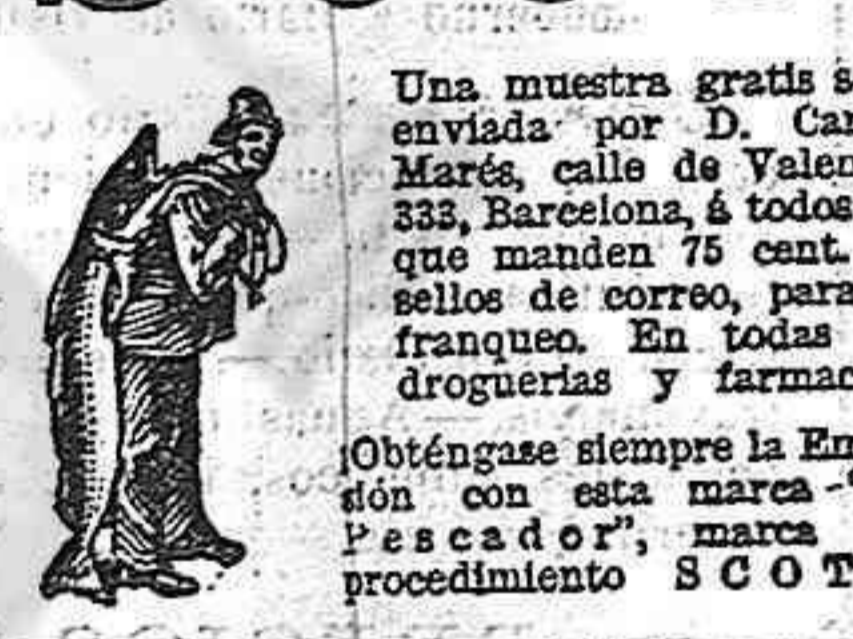 Una muestra gratis s
enviada por D. Car
Marés, calle de Valen
333, Barcelona, á todos
que manden 75 cent.
sellos de correo, para
franqueo. En todas
droguerias y farmac
Obténgase siempre la Em
sión con esta marca - "
Pescador", marca
procedimiento SCOT